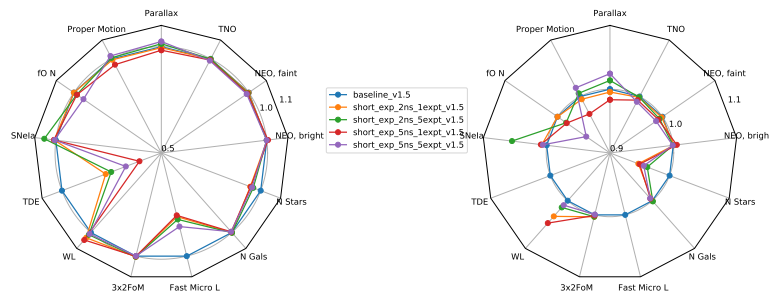 Parallax
Proper Motion
TNO
fO N
NEO, faint
1.1
1.0
SNeIa
NEO, bright
0.5
TDE
N Stars
WL
N Gals
3x2FoM
Fast Micro L
baseline_v1.5
short_exp_2ns_1expt_v1.5
short_exp_2ns_5expt_v1.5
short_exp_5ns_1expt_v1.5
short_exp_5ns_5expt_v1.5
Parallax
Proper Motion
TNO
fO N
NEO, faint
1.1
1.0
SNeIa
NEO, brigh
0.9
TDE
N Stars
WL
N Gals
3x2FoM
Fast Micro L